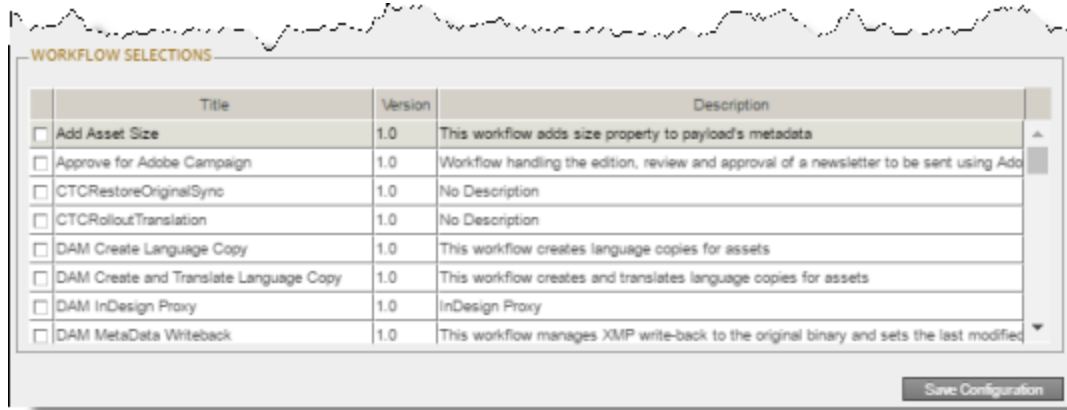 WORKFLOW SELECTIONS
Title Version Description
Add Asset Size 1.0 This workflow adds size property to payload's metadata
Approve for Adobe Campaign 1.0 Workflow handling the edition, review and approval of a newsletter to be sent using Ado
CTCRestoreOriginalSync 1.0 No Description
CTCRolloutTranslation 1.0 No Description
DAM Create Language Copy 1.0 This workflow creates language copies for assets
DAM Create and Translate Language Copy 1.0 This workflow creates and translates language copies for assets
DAM InDesign Proxy 1.0 InDesign Proxy
DAM MetaData Writeback 1.0 This workflow manages XMP write-back to the original binary and sets the last modified
Save Configuration